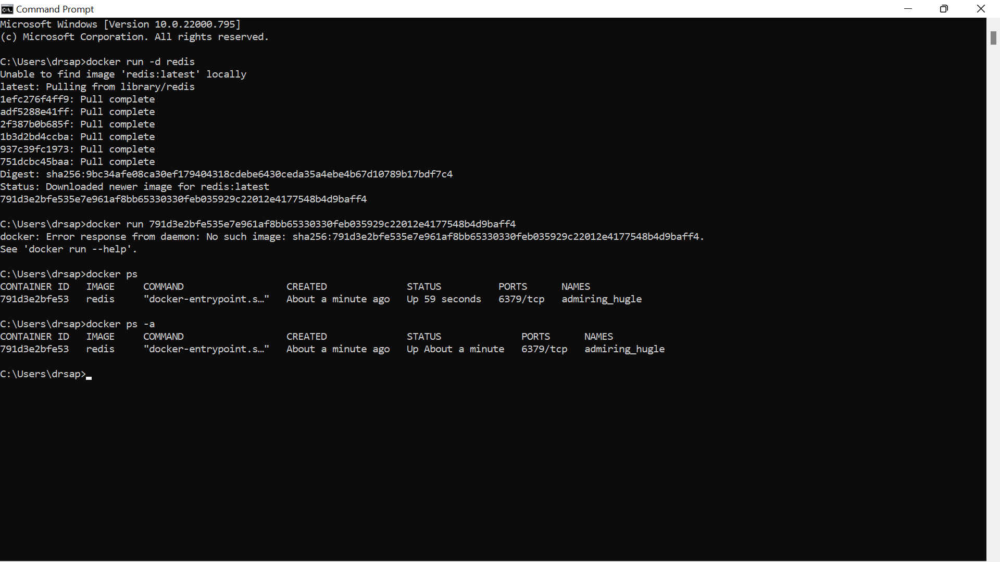 Command Prompt
Microsoft Windows [Version 10.0.22000.795]
(c) Microsoft Corporation. All rights reserved.
C:\Users\drsap>docker run -d redis
Unable to find image 'redis:latest' locally
latest: Pulling from library/redis
1efc276f4ff9: Pull complete
adf5288e41ff: Pull complete
2f387b0b685f: Pull complete
1b3d2bd4ccba: Pull complete
937c39fc1973: Pull complete
751dcbc45baa: Pull complete
Digest: sha256:9bc34afe08ca30ef179404318cdebe6430ceda35a4ebe4b67d10789b17bdf7c4
Status: Downloaded newer image for redis:latest
791d3e2bfe535e7e961af8bb65330330feb035929c22012e4177548b4d9baff4
C:\Users\drsap>docker run 791d3e2bfe535e7e961af8bb65330330feb035929c22012e4177548b4d9baff4
docker: Error response from daemon: No such image: sha256:791d3e2bfe535e7e961af8bb65330330feb035929c22012e4177548b4d9baff4.
See 'docker run --help'.
C:\Users\drsap>docker ps
CONTAINER ID   IMAGE     COMMAND                  CREATED              STATUS          PORTS      NAMES
791d3e2bfe53   redis     "docker-entrypoint.s…"   About a minute ago   Up 59 seconds   6379/tcp   admiring_hugle
C:\Users\drsap>docker ps -a
CONTAINER ID   IMAGE     COMMAND                  CREATED              STATUS              PORTS      NAMES
791d3e2bfe53   redis     "docker-entrypoint.s…"   About a minute ago   Up About a minute   6379/tcp   admiring_hugle
C:\Users\drsap>